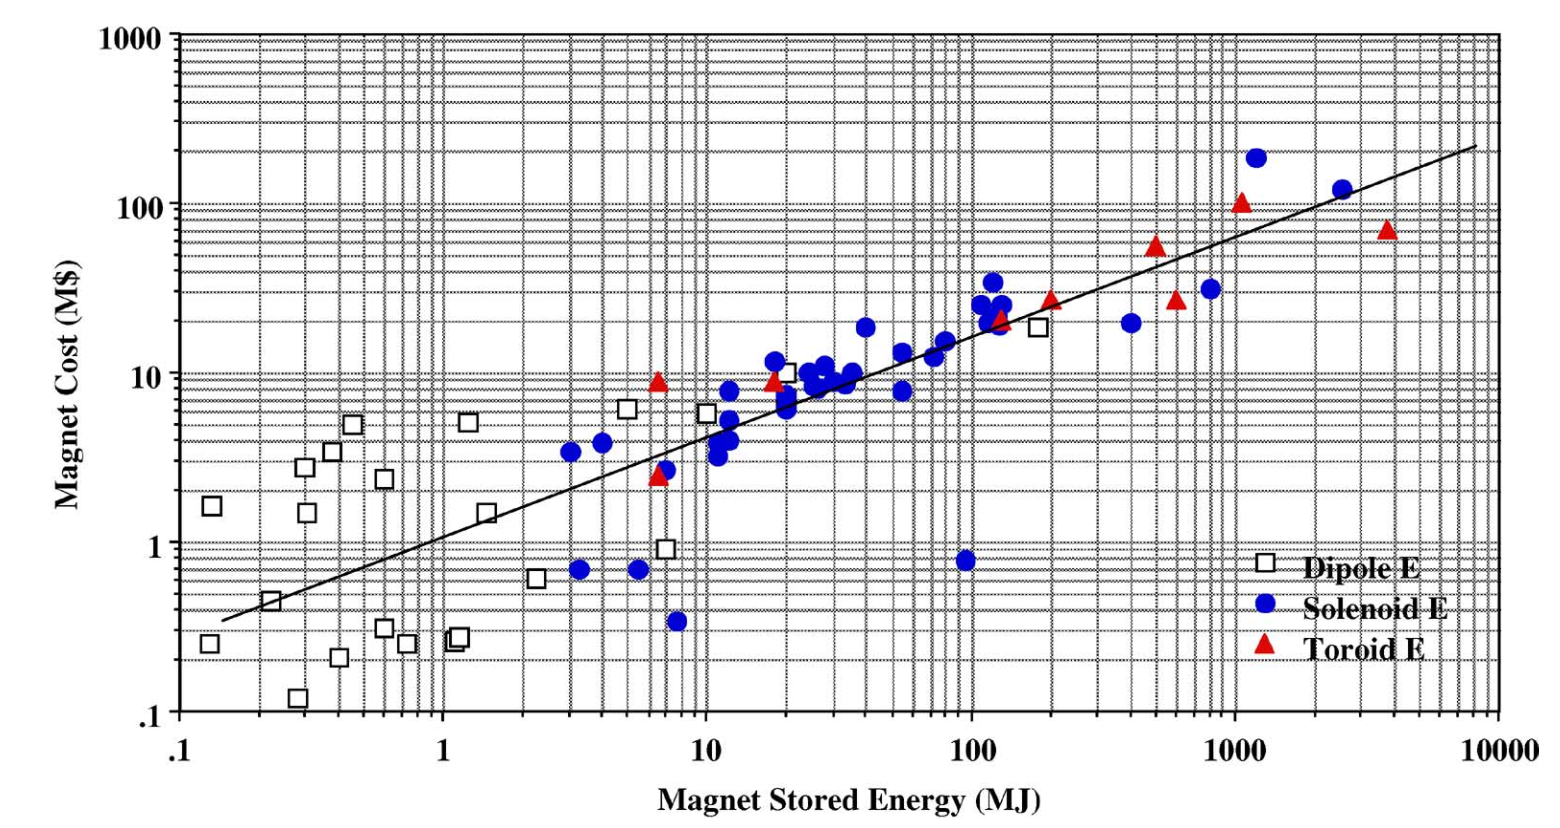 1000
100
10
1
.1
Magnet Cost (M$)
Dipole E
Solenoid E
Toroid E
.1 1 10 100 1000 10000
Magnet Stored Energy (MJ)